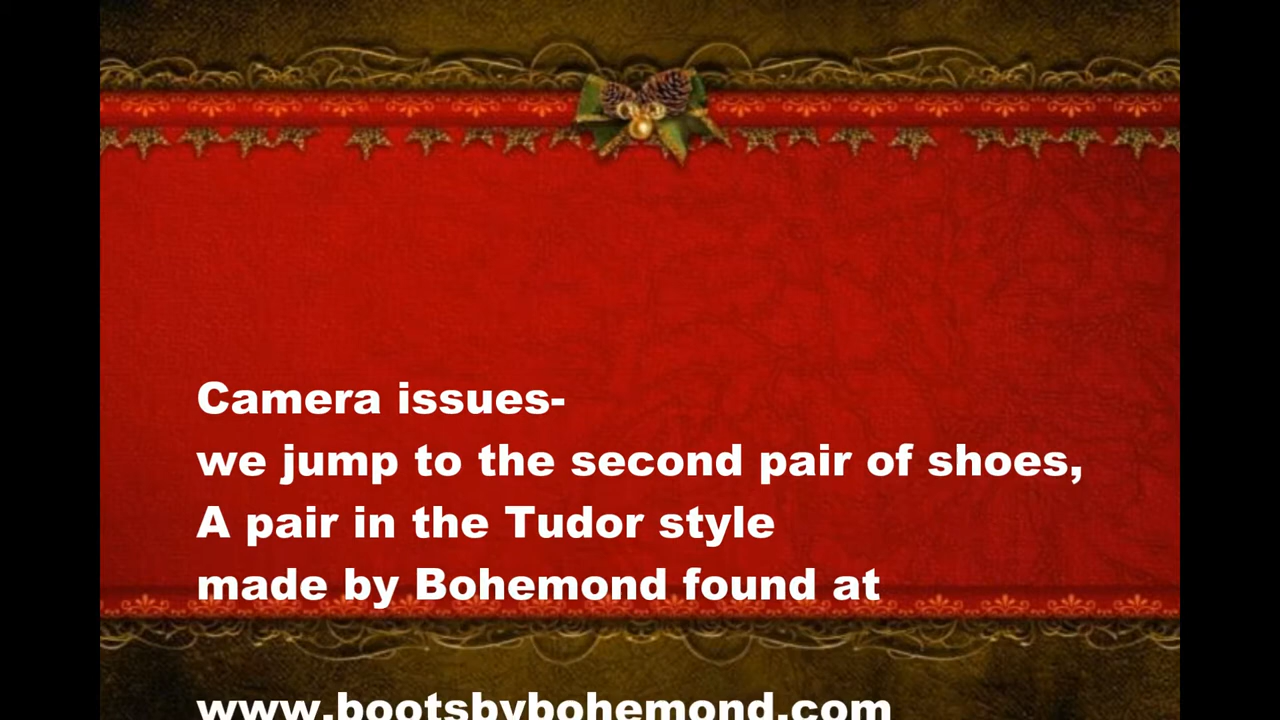 Camera issues-
we jump to the second pair of shoes,
A pair in the Tudor style
made by Bohemond found at
www.bootsbybohemond.com